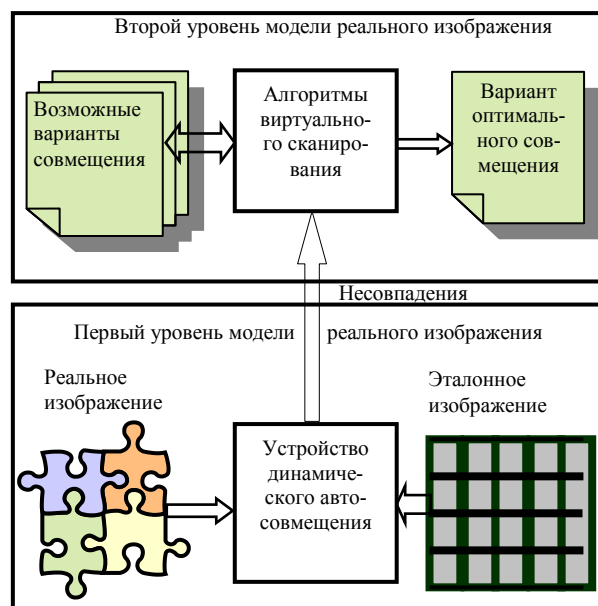 Второй уровень модели реального изображения
Возможные
варианты
совмещения
Алгоритмы
виртуально-
го сканиро-
вания
Вариант
оптималь-
ного сов-
мещения
Несовпадения
Первый уровень модели реального изображения
Реальное
изображение
Эталонное
изображение
Устройство
динамиче-
ского авто-
совмещения